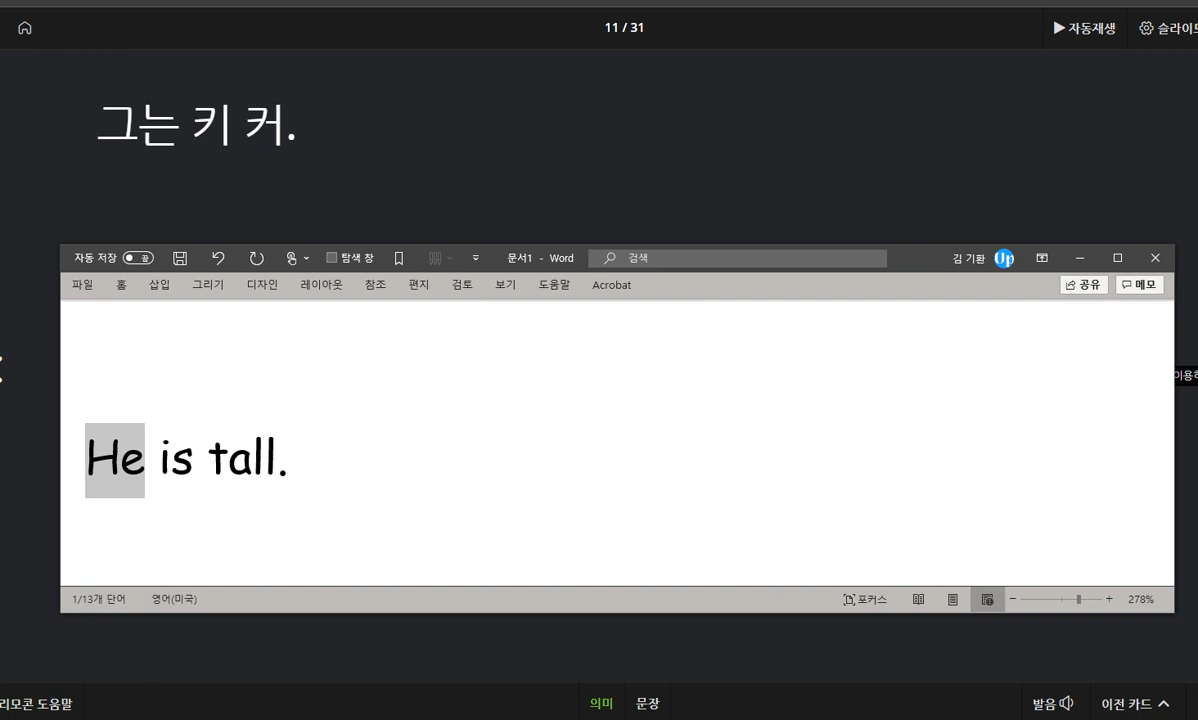 11 / 31
▶ 자동재생
슬라이드
그는 키 커.
자동 저장 끔 탐색 창 문서1 - Word 검색 김 기환 Up
파일 홈 삽입 그리기 디자인 레이아웃 참조 편지 검토 보기 도움말 Acrobat 공유 메모
이용하
He is tall.
1/13개 단어 영어(미국) 포커스 278%
리모콘 도움말 의미 문장 발음 이전 카드